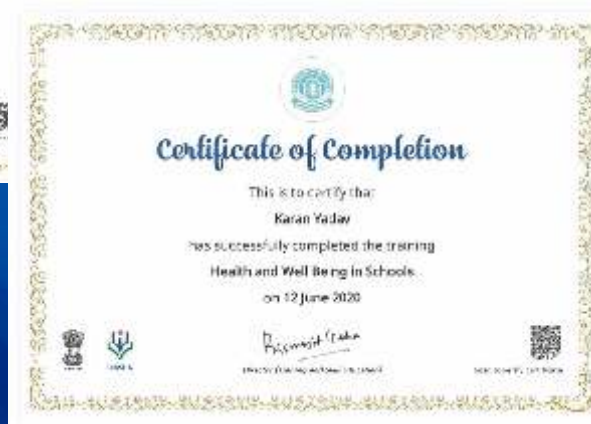 Certificate of Completion
This is to certify that
Karan Yadav
has successfully completed the training
Health and Well Being in Schools
on 12 June 2020